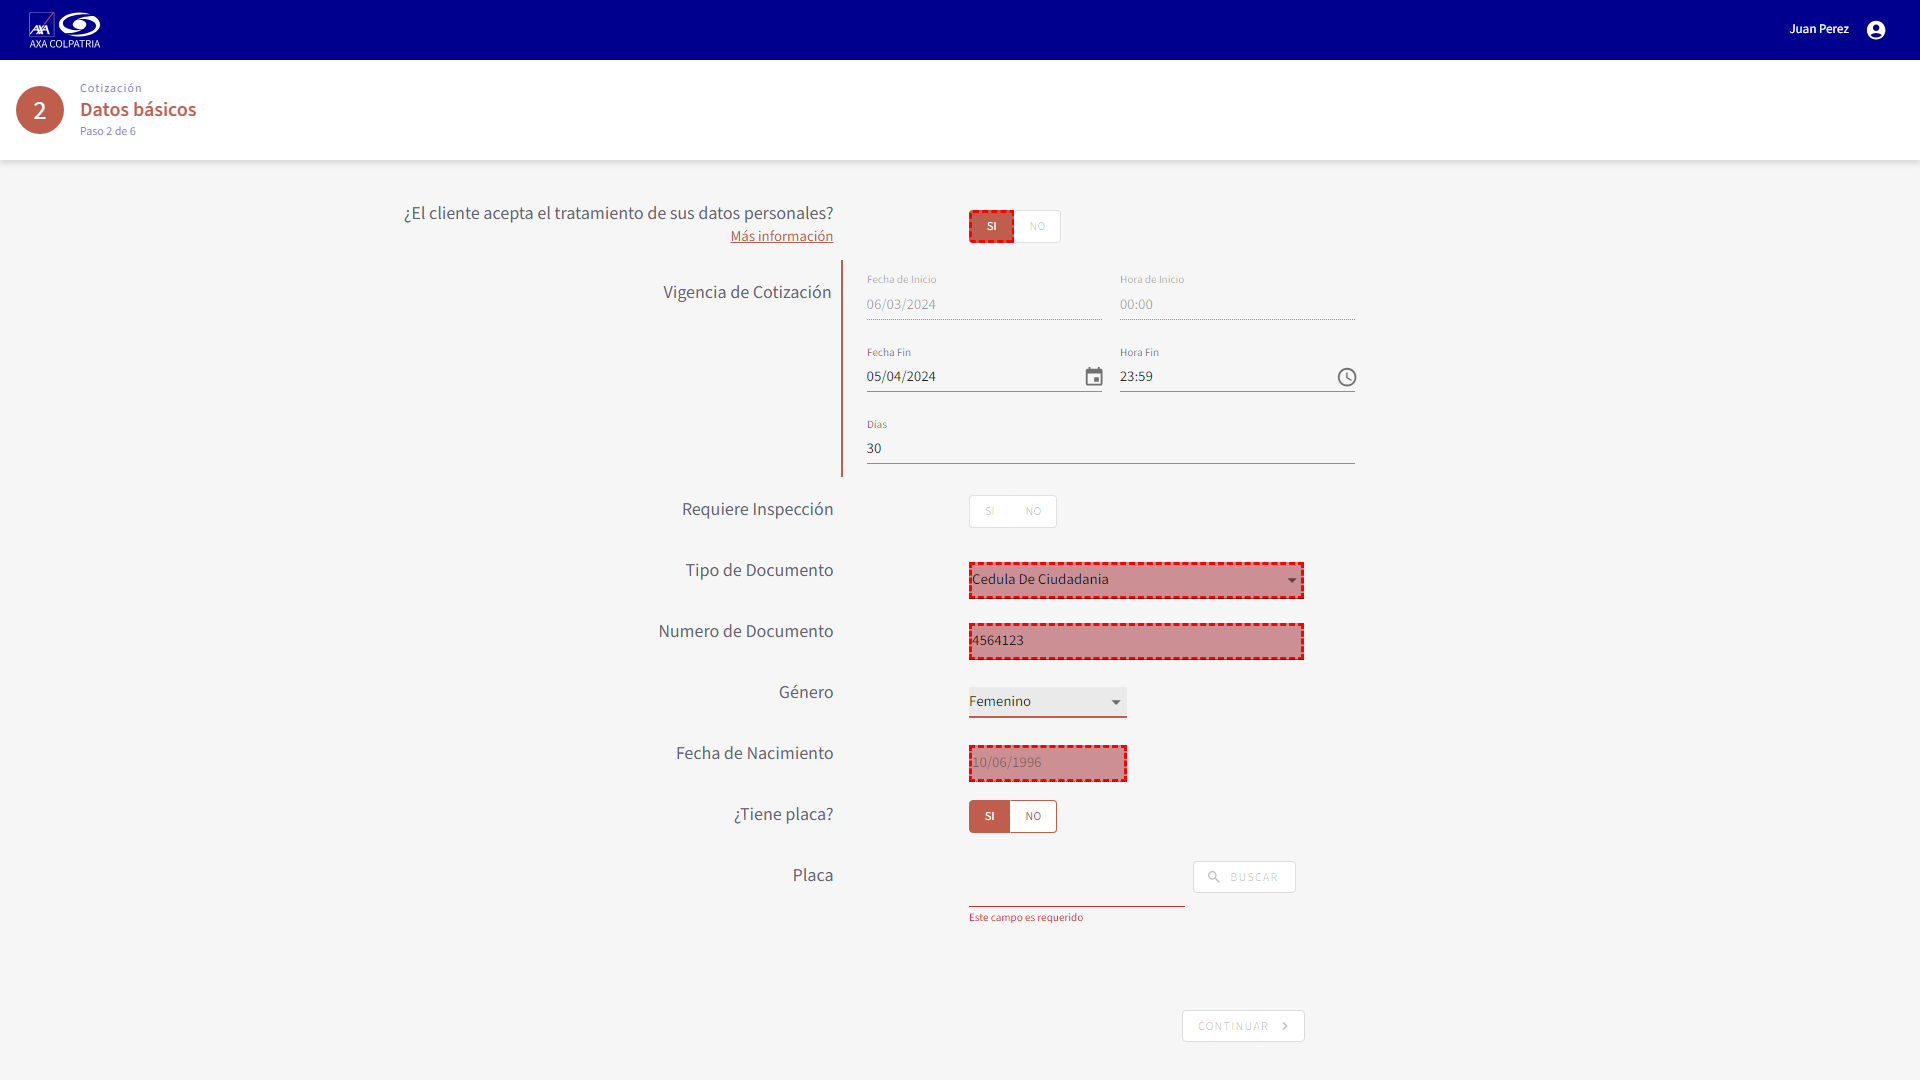 AXA COLPATRIA
Juan Perez
2
Cotización
Datos básicos
Paso 2 de 6
¿El cliente acepta el tratamiento de sus datos personales?
Más información
SI NO
Vigencia de Cotización
Fecha de Inicio
06/03/2024
Hora de Inicio
00:00
Fecha Fin
05/04/2024
Hora Fin
23:59
Días
30
Requiere Inspección
SI NO
Tipo de Documento
Cedula De Ciudadania
Numero de Documento
4564123
Género
Femenino
Fecha de Nacimiento
10/06/1996
¿Tiene placa?
SI NO
Placa
BUSCAR
Este campo es requerido
CONTINUAR